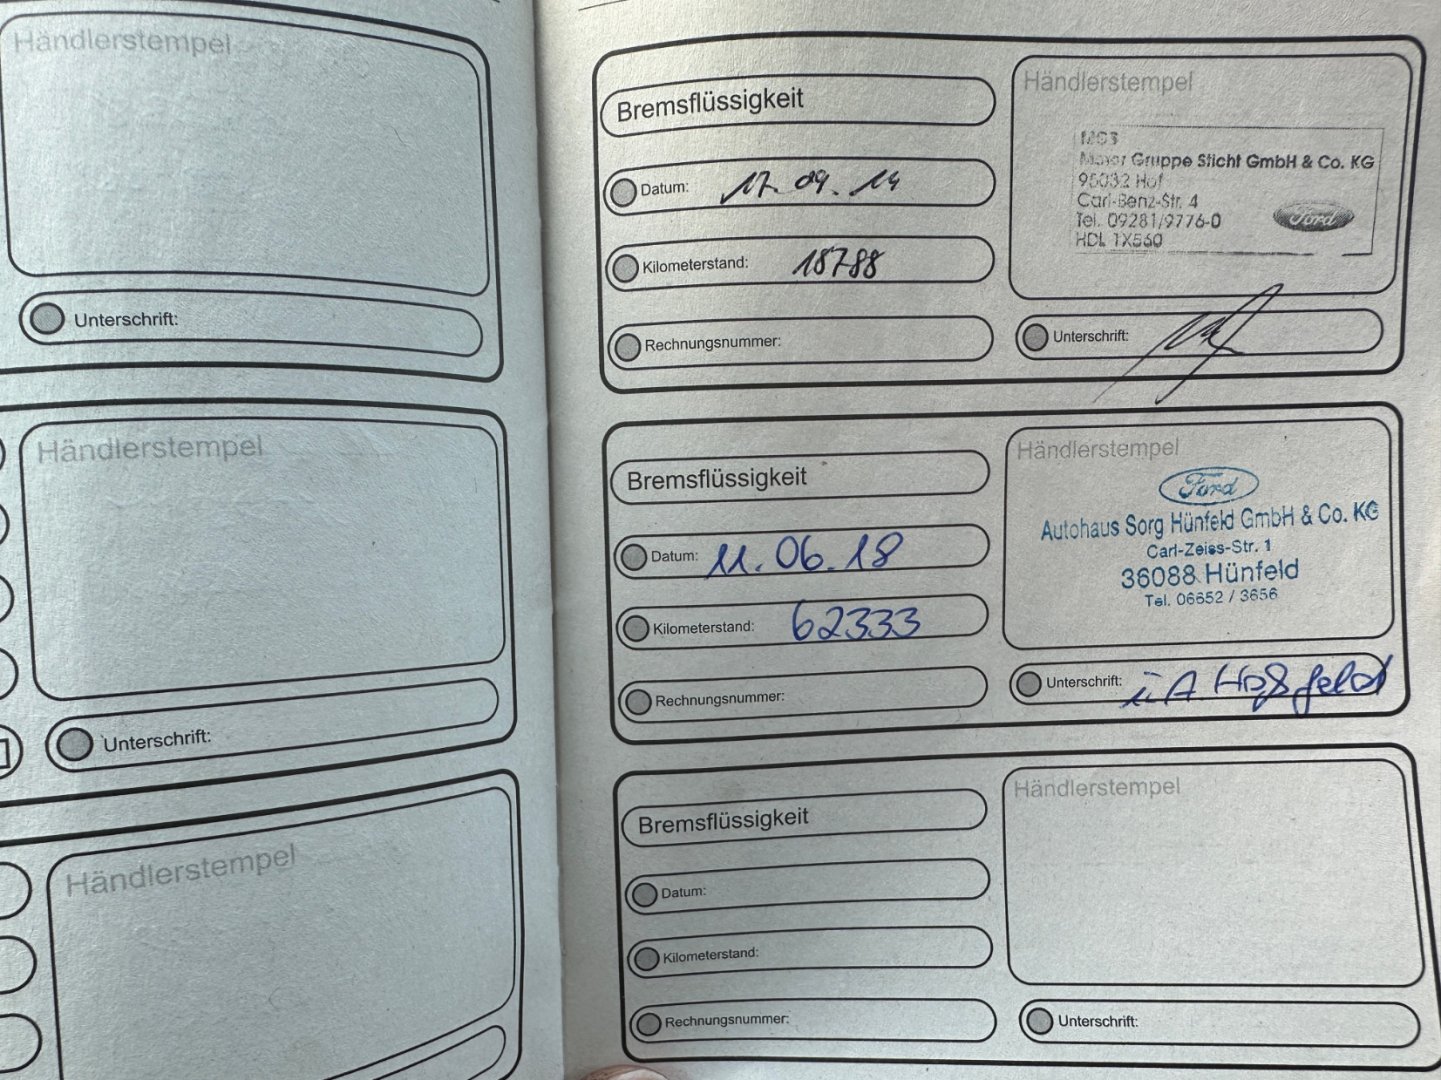 Händlerstempel
Unterschrift:
Händlerstempel
Unterschrift:
Händlerstempel
Bremsflüssigkeit
Datum: 17.09.14
Kilometerstand: 18788
Rechnungsnummer:
Händlerstempel
Gruppe Sticht GmbH & Co. KG
95032 Hof
Carl-Benz-Str. 4
Tel. 09281/9776-0
HDL 1X560
Ford
Unterschrift:
Bremsflüssigkeit
Datum: 11.06.18
Kilometerstand: 62333
Rechnungsnummer:
Händlerstempel
Ford
Autohaus Sorg Hünfeld GmbH & Co. KG
Carl-Zeiss-Str. 1
36088 Hünfeld
Tel. 06652 / 3656
Unterschrift: i.A Hoßfeld
Bremsflüssigkeit
Datum:
Kilometerstand:
Rechnungsnummer:
Händlerstempel
Unterschrift: